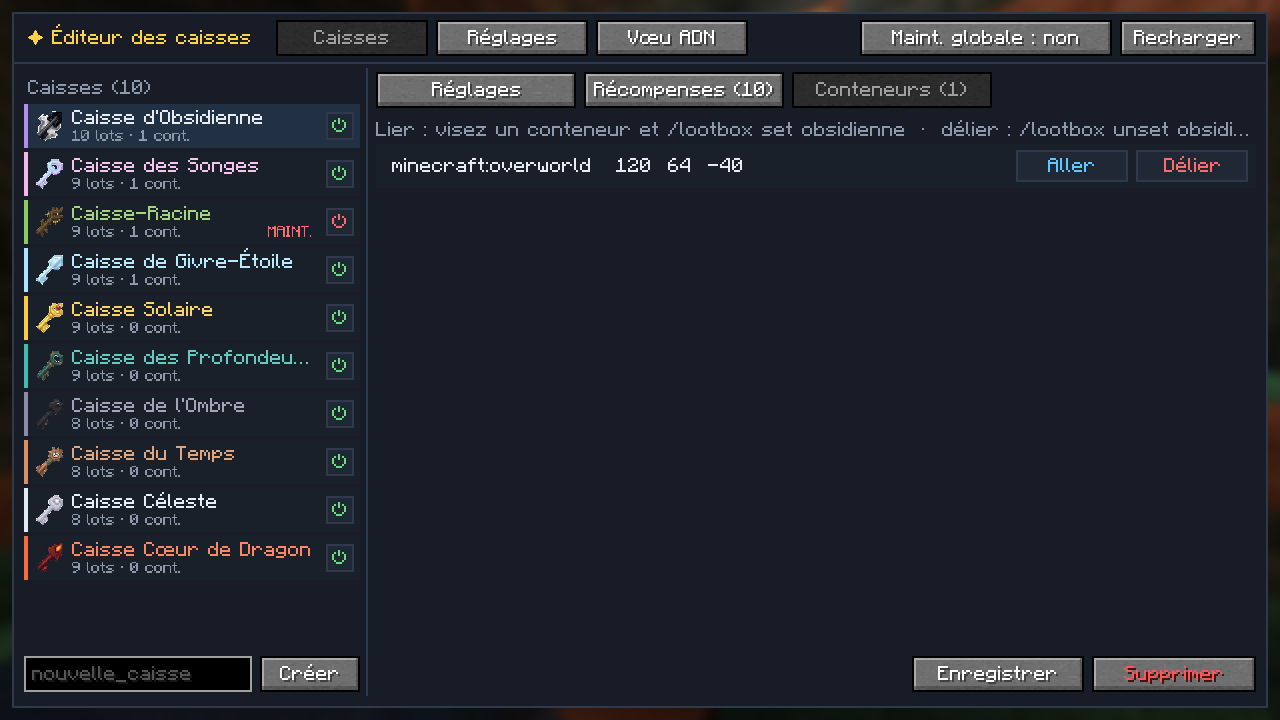 Éditeur des caisses
Caisses
Réglages
Vœu ADN
Maint. globale : non
Recharger
Caisses (10)
Caisse d'Obsidienne
10 lots · 1 cont.
Caisse des Songes
9 lots · 1 cont.
Caisse-Racine
9 lots · 1 cont.
MAINT.
Caisse de Givre-Étoile
9 lots · 1 cont.
Caisse Solaire
9 lots · 0 cont.
Caisse des Profondeu...
9 lots · 0 cont.
Caisse de l'Ombre
8 lots · 0 cont.
Caisse du Temps
8 lots · 0 cont.
Caisse Céleste
8 lots · 0 cont.
Caisse Cœur de Dragon
9 lots · 0 cont.
nouvelle_caisse
Créer
Réglages
Récompenses (10)
Conteneurs (1)
Lier : visez un conteneur et /lootbox set obsidienne · délier : /lootbox unset obsidi...
minecraft:overworld 120 64 -40
Aller
Délier
Enregistrer
Supprimer